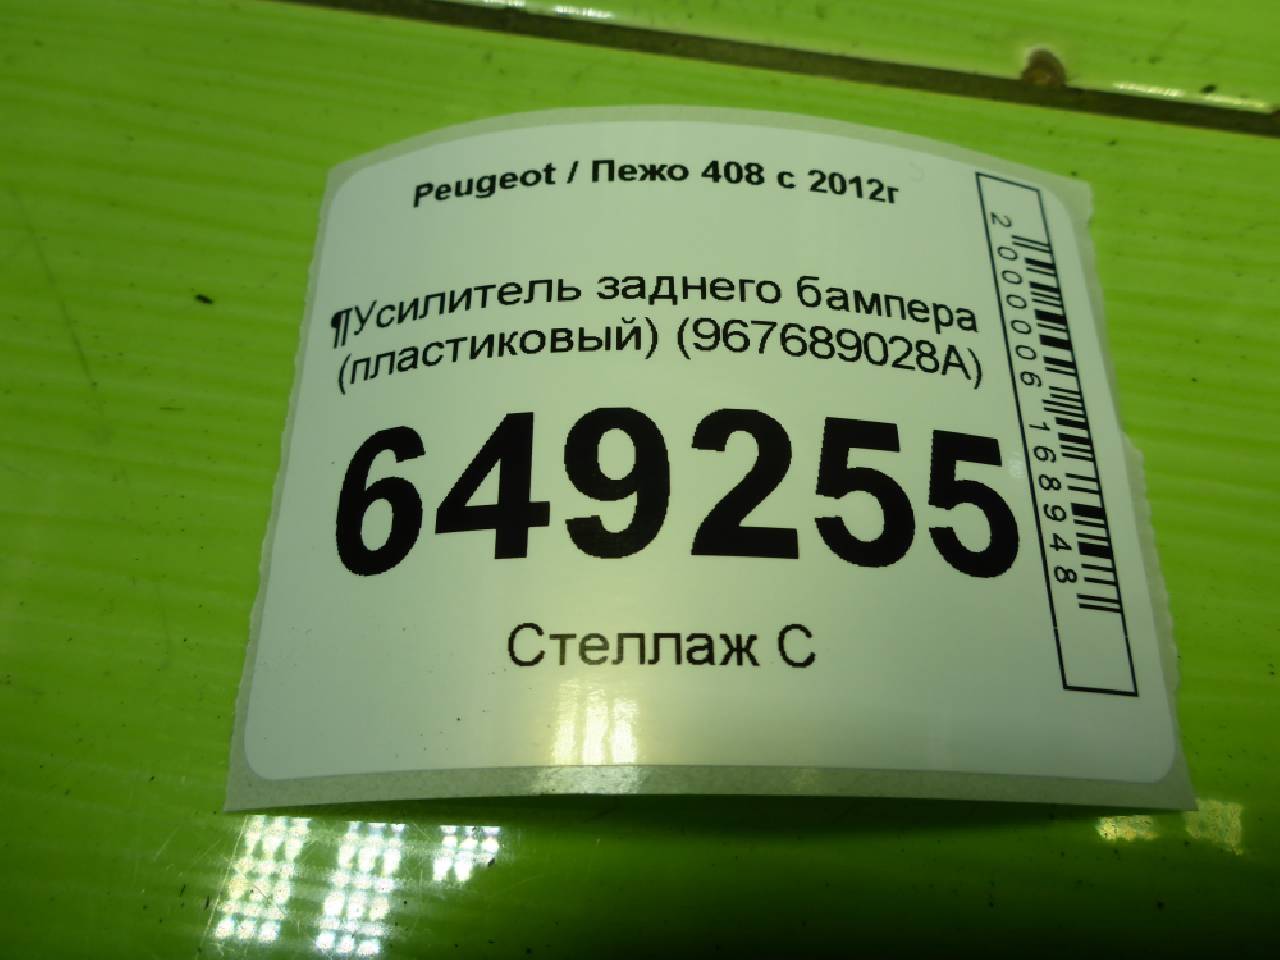 Peugeot / Пежо 408 с 2012г
¶Усилитель заднего бампера
(пластиковый) (967689028A)
649255
Стеллаж С
2000006168948